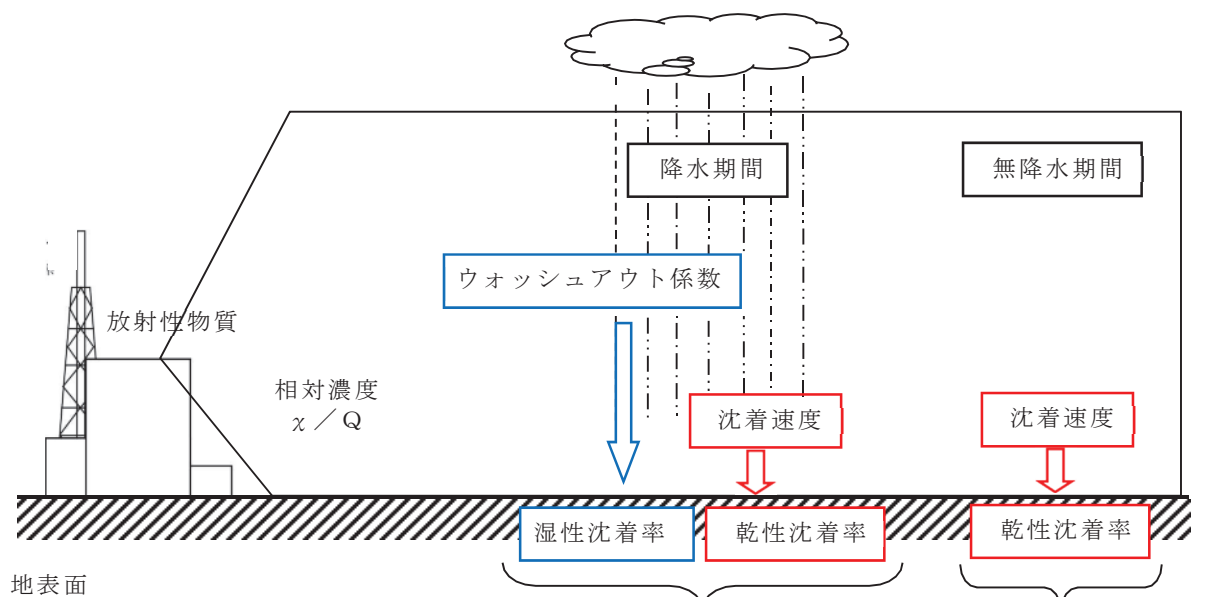 降水期間
無降水期間
ウォッシュアウト係数
放射性物質
相対濃度
χ／Q
沈着速度
沈着速度
湿性沈着率
乾性沈着率
乾性沈着率
地表面